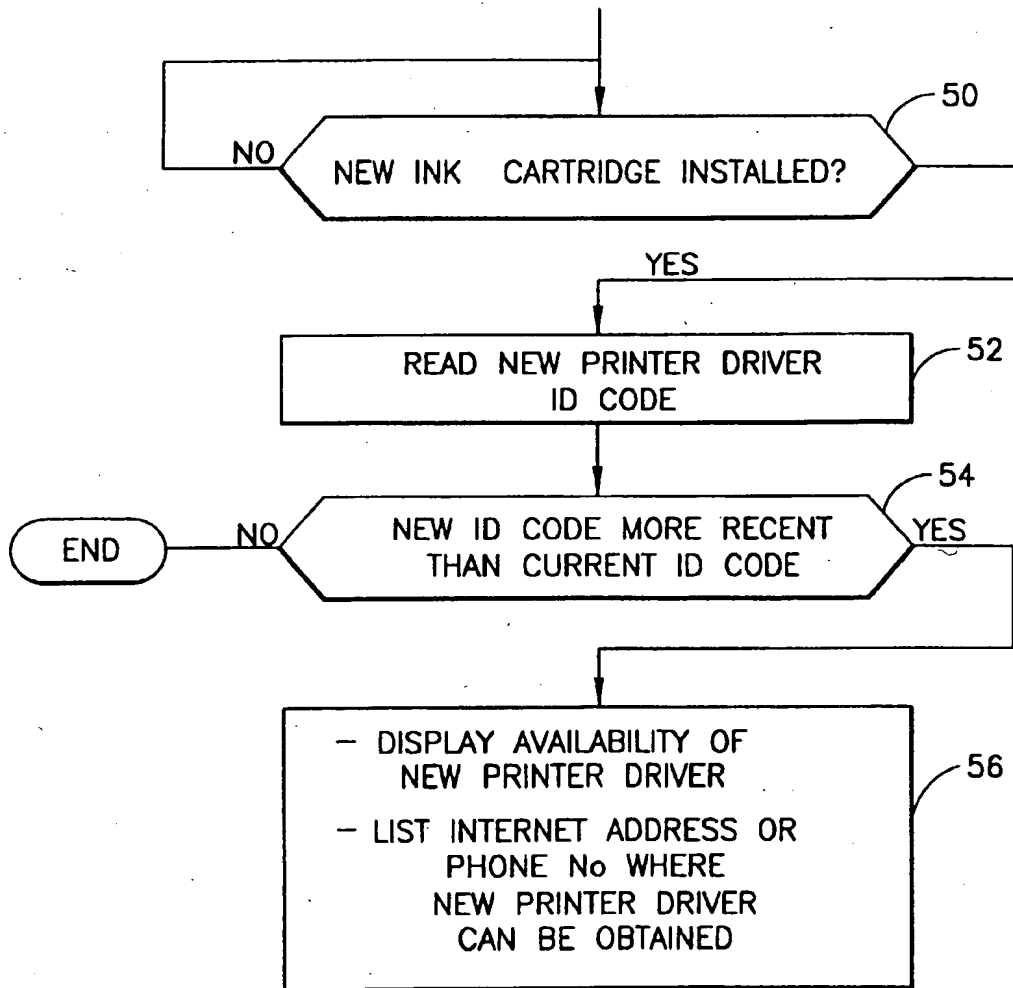 50
NO
NEW INK CARTRIDGE INSTALLED?
YES
READ NEW PRINTER DRIVER
ID CODE
52
54
END
NO
NEW ID CODE MORE RECENT
THAN CURRENT ID CODE
YES
– DISPLAY AVAILABILITY OF
NEW PRINTER DRIVER
– LIST INTERNET ADDRESS OR
PHONE No WHERE
NEW PRINTER DRIVER
CAN BE OBTAINED
56